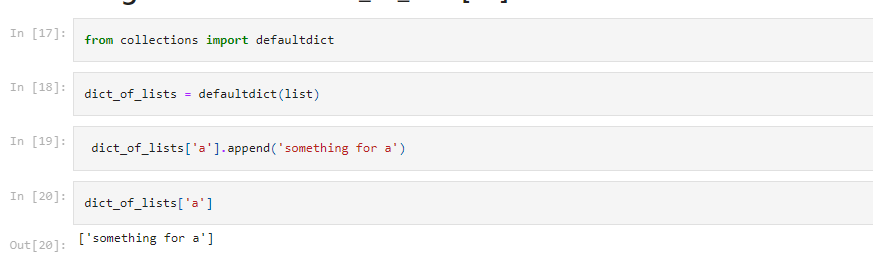 In [17]: from collections import defaultdict
In [18]: dict_of_lists = defaultdict(list)
In [19]: dict_of_lists['a'].append('something for a')
In [20]: dict_of_lists['a']
Out[20]: ['something for a']